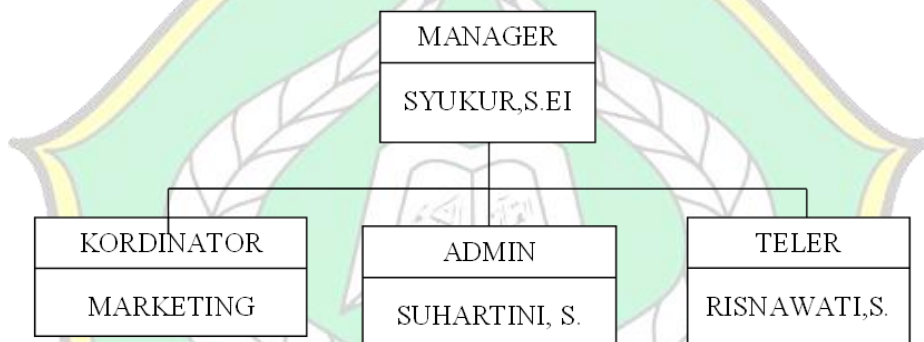 MANAGER
SYUKUR,S.EI
KORDINATOR
MARKETING
ADMIN
SUHARTINI, S.
TELER
RISNAWATI,S.